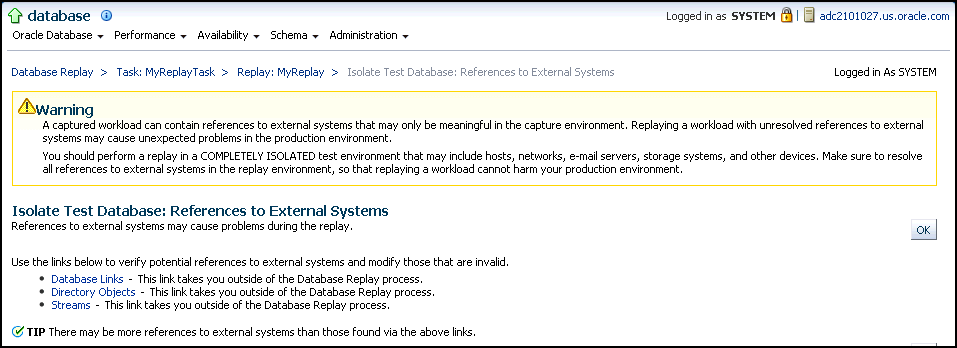 database
Logged in as SYSTEM adc2101027.us.oracle.com
Oracle Database Performance Availability Schema Administration
Database Replay > Task: MyReplayTask > Replay: MyReplay > Isolate Test Database: References to External Systems Logged in As SYSTEM
Warning
A captured workload can contain references to external systems that may only be meaningful in the capture environment. Replaying a workload with unresolved references to external
systems may cause unexpected problems in the production environment.
You should perform a replay in a COMPLETELY ISOLATED test environment that may include hosts, networks, e-mail servers, storage systems, and other devices. Make sure to resolve
all references to external systems in the replay environment, so that replaying a workload cannot harm your production environment.
Isolate Test Database: References to External Systems
References to external systems may cause problems during the replay.
OK
Use the links below to verify potential references to external systems and modify those that are invalid.
• Database Links - This link takes you outside of the Database Replay process.
• Directory Objects - This link takes you outside of the Database Replay process.
• Streams - This link takes you outside of the Database Replay process.
TIP There may be more references to external systems than those found via the above links.